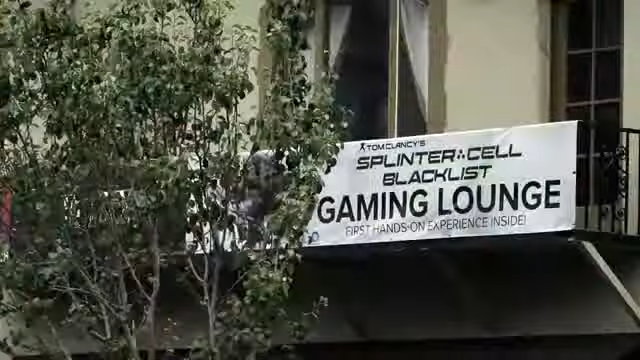 TOM CLANCY'S
SPLINTER CELL
BLACKLIST
GAMING LOUNGE
FIRST HANDS-ON EXPERIENCE INSIDE!